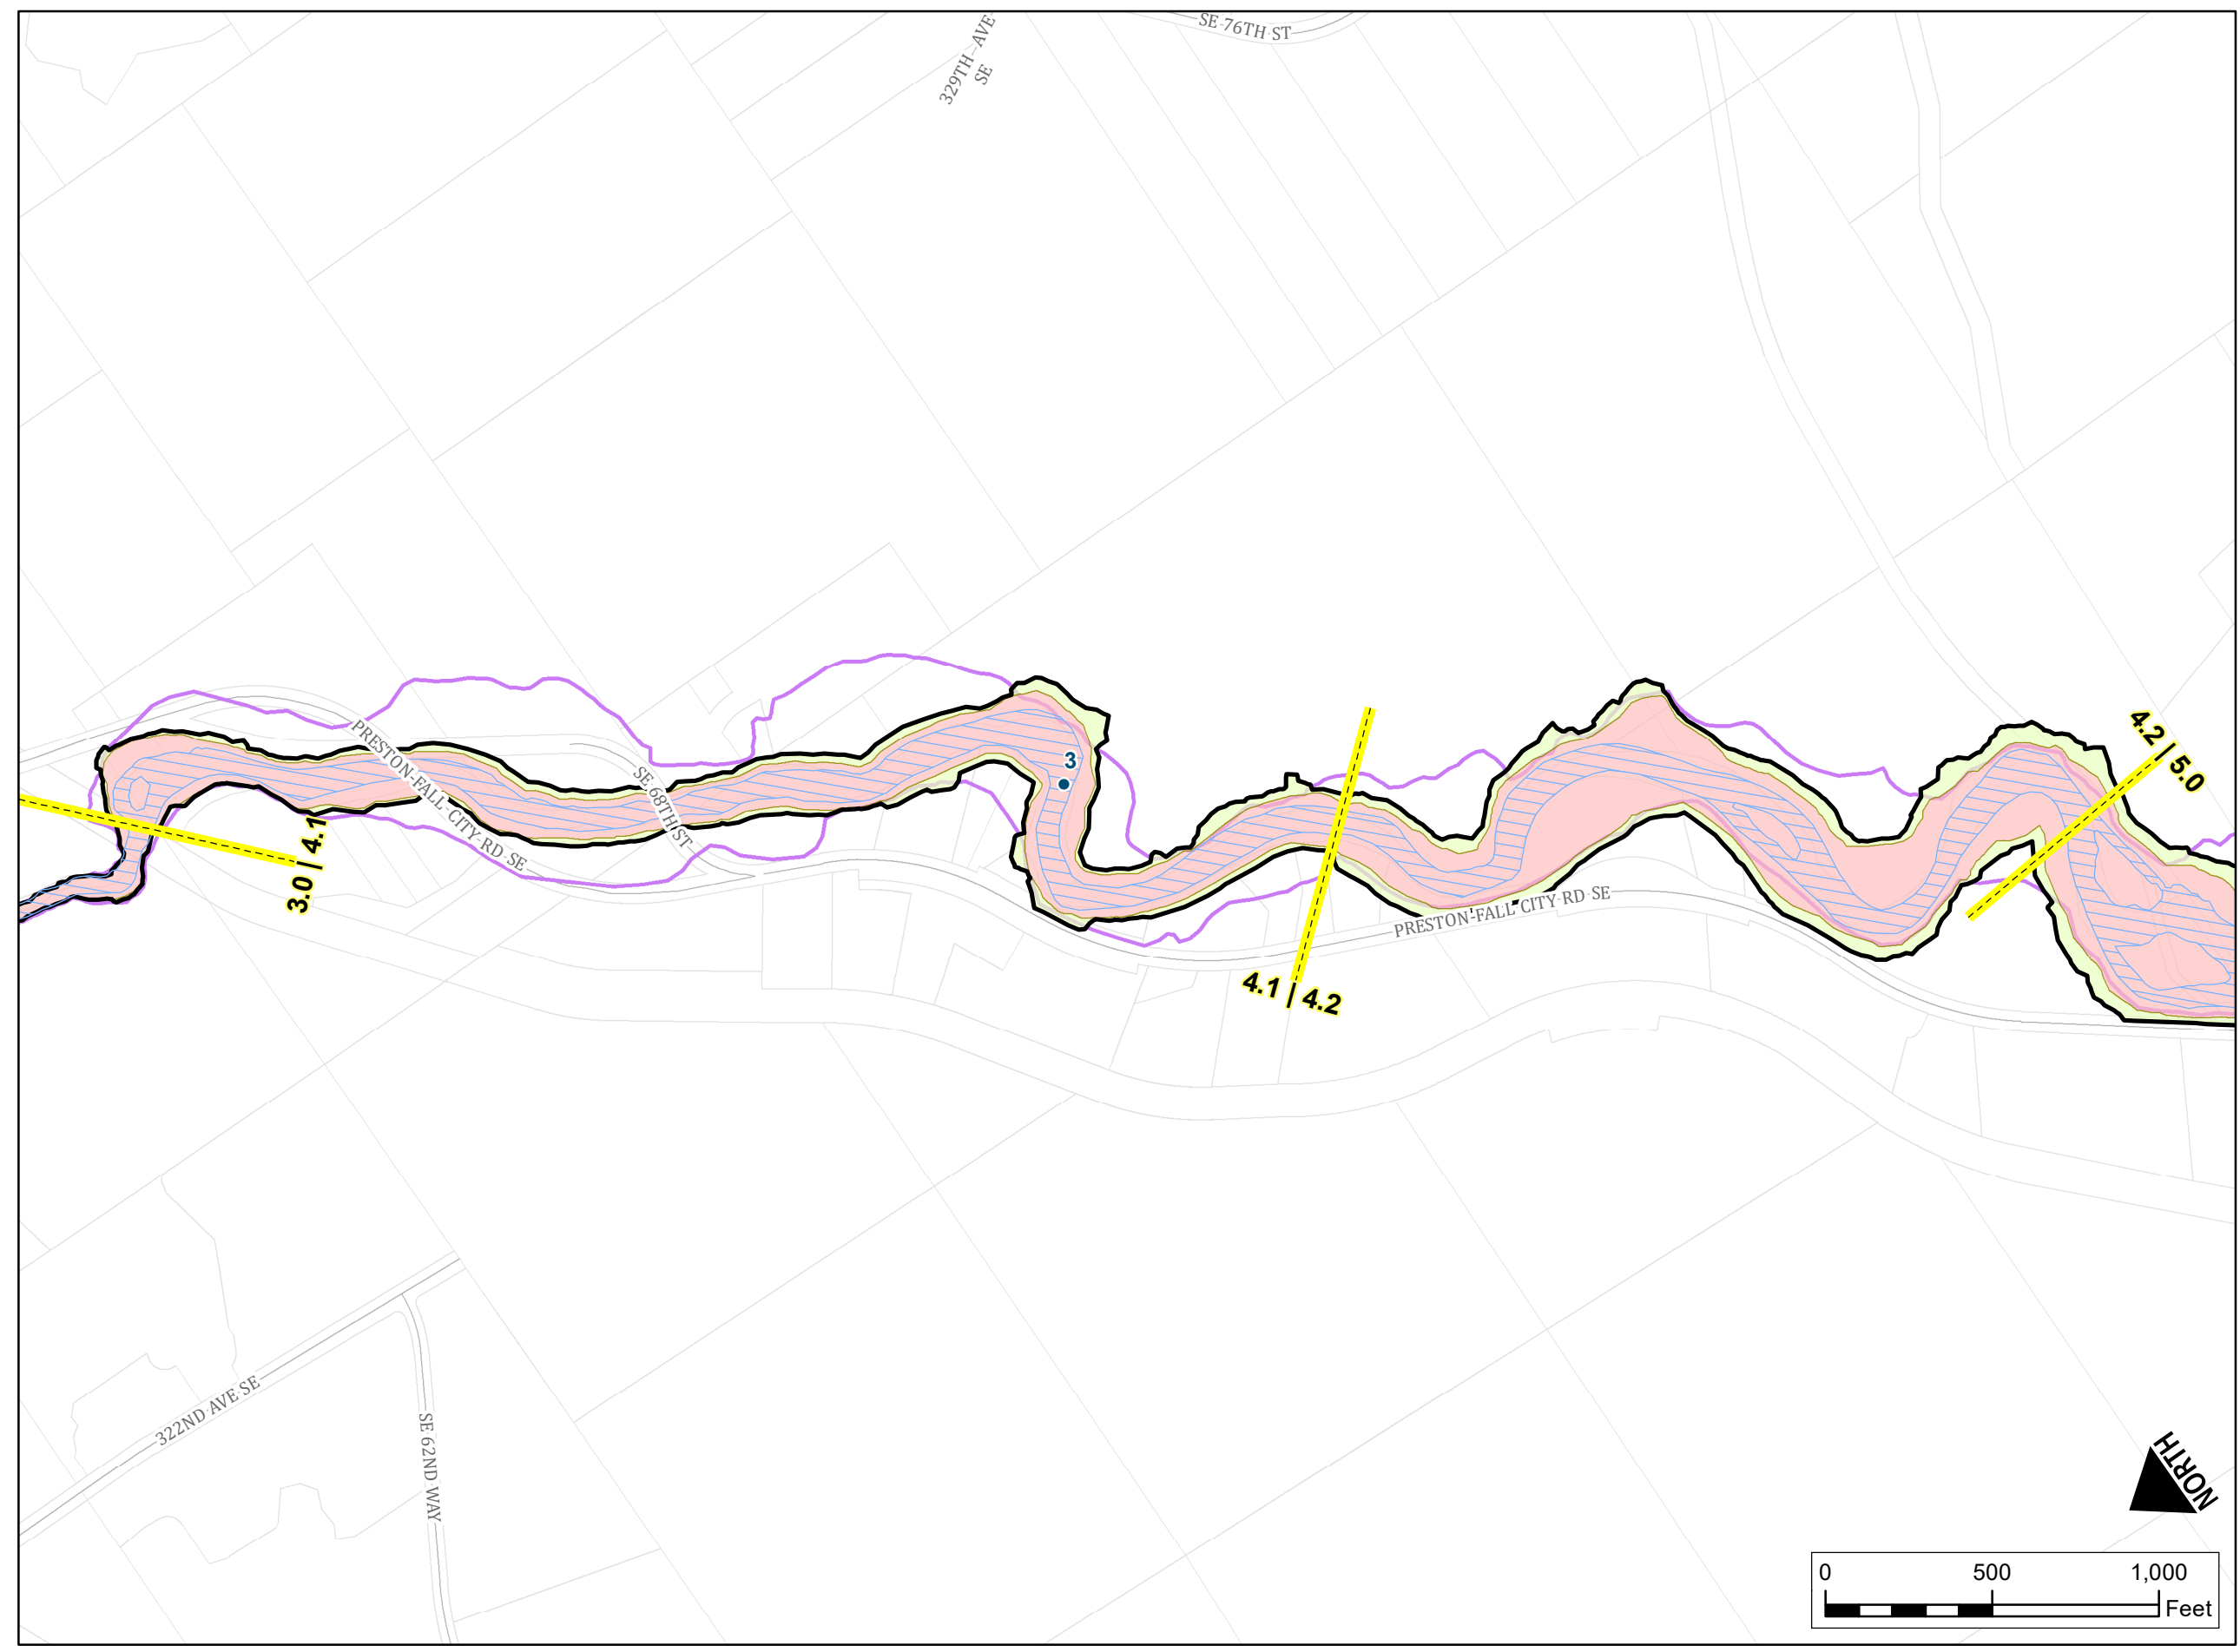 SE 76TH ST
329TH AVE
SE
PRESTON-FALL CITY RD SE
SE 68TH ST
3
4.2 | 5.0
3.0 | 4.1
PRESTON-FALL CITY RD SE
4.1 | 4.2
322ND AVE SE
SE 62ND WAY
NORTH
0 500 1,000
Feet